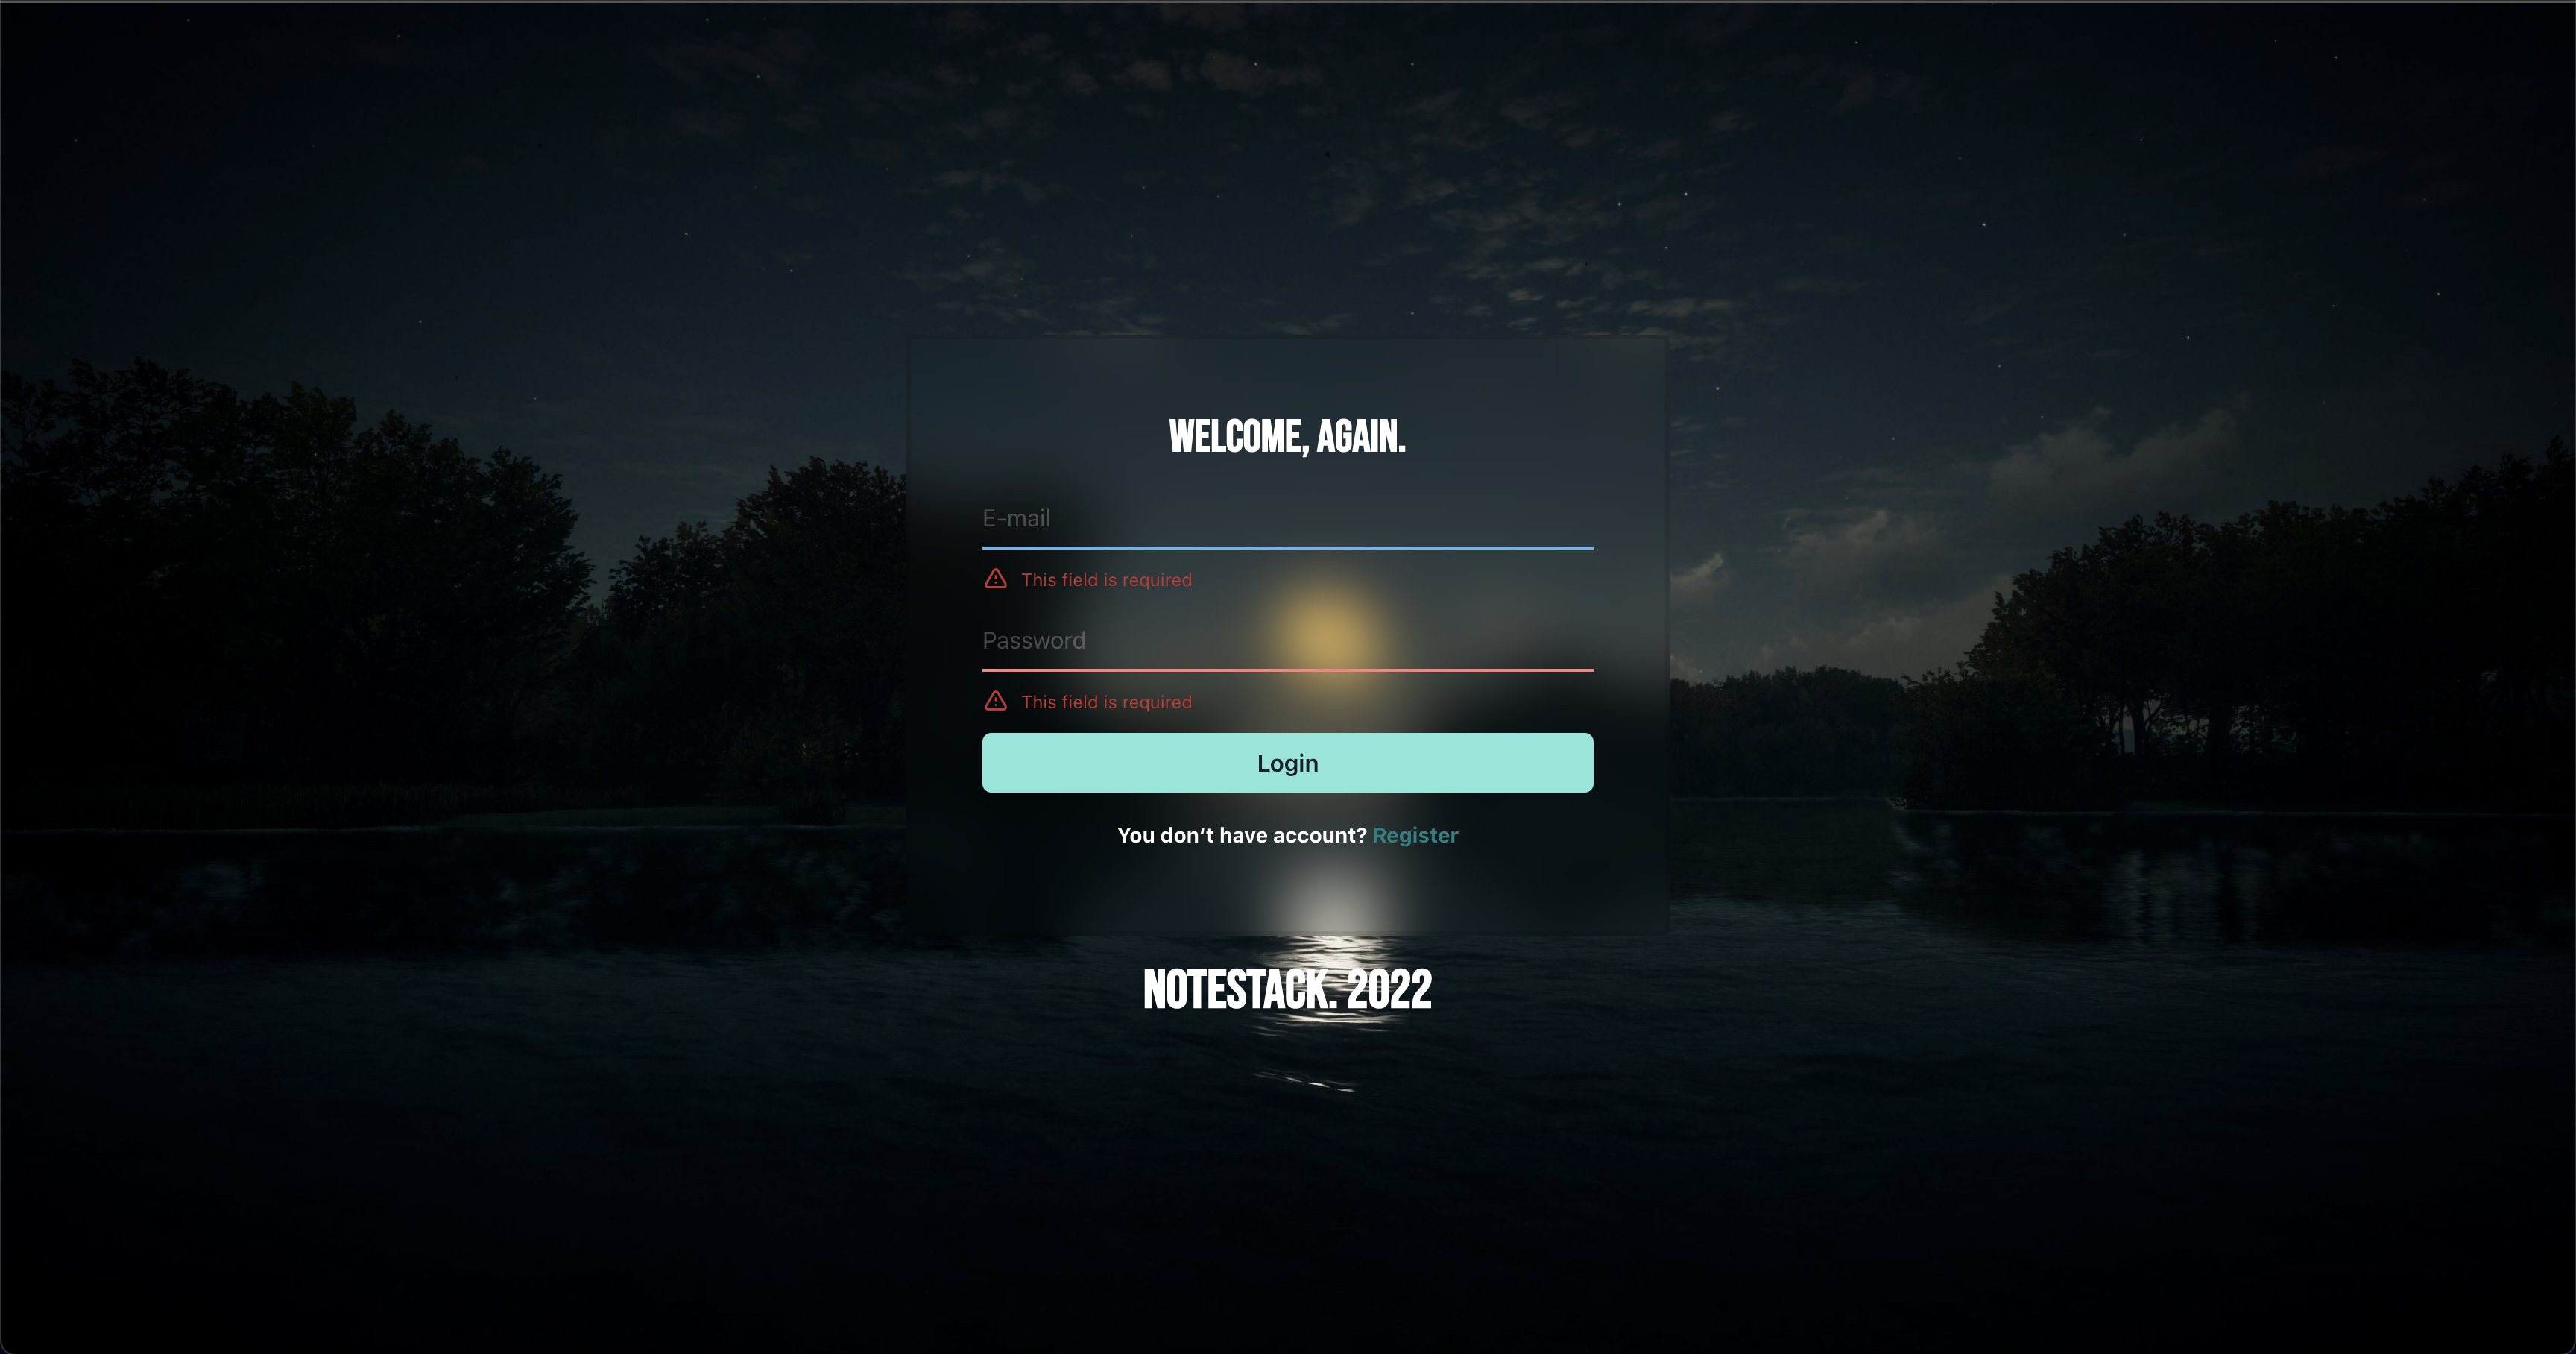 WELCOME, AGAIN.
E-mail
This field is required
Password
This field is required
Login
You don‘t have account? Register
NOTESTACK. 2022